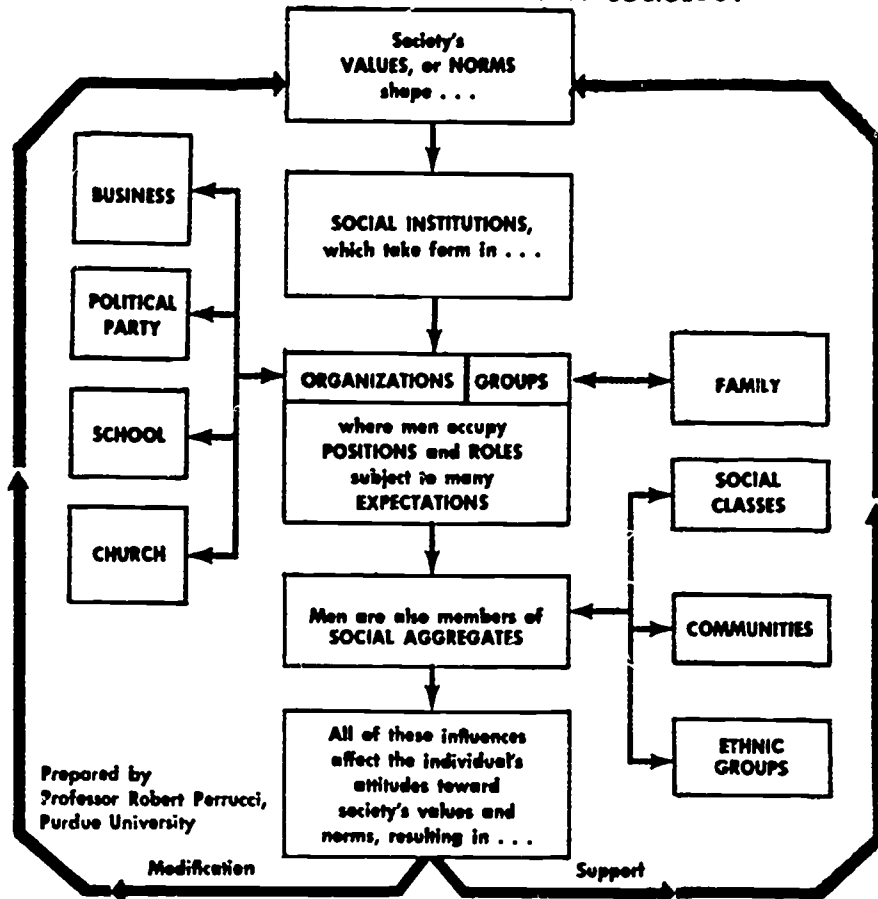 Society's
VALUES, or NORMS
shape . . .
BUSINESS
SOCIAL INSTITUTIONS,
which take form in . . .
POLITICAL
PARTY
ORGANIZATIONS
GROUPS
FAMILY
where men occupy
POSITIONS and ROLES
subject to many
EXPECTATIONS
SCHOOL
SOCIAL
CLASSES
CHURCH
Men are also members of
SOCIAL AGGREGATES
COMMUNITIES
All of these influences
affect the individual's
attitudes toward
society's values and
norms, resulting in . . .
ETHNIC
GROUPS
Prepared by
Professor Robert Perrucci,
Purdue University
Modification
Support